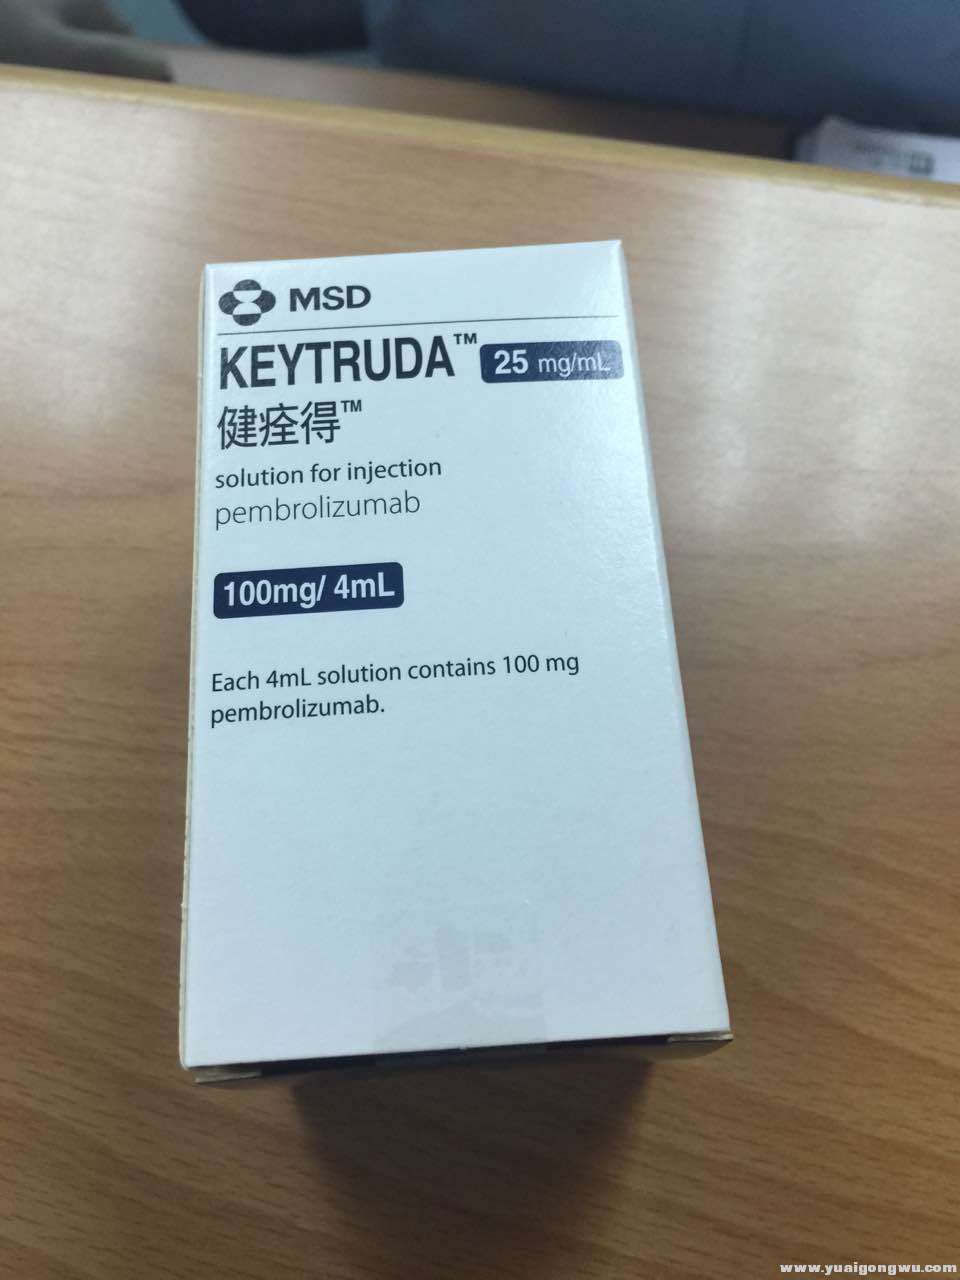 MSD
KEYTRUDA™ 25 mg/mL
健痊得™
solution for injection
pembrolizumab
100mg/ 4mL
Each 4mL solution contains 100 mg
pembrolizumab.
www.yuaigongwu.com